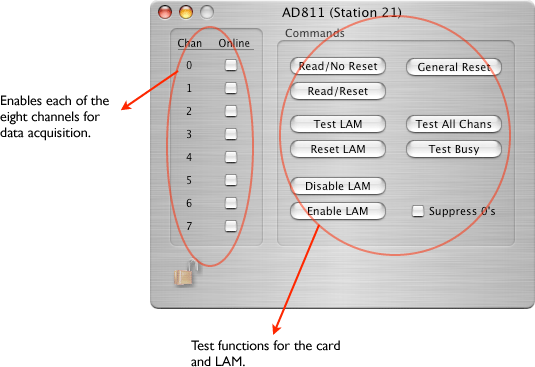 AD811 (Station 21)
Chan Online
0
1
2
3
4
5
6
7
Commands
Read/No Reset General Reset
Read/Reset
Test LAM Test All Chans
Reset LAM Test Busy
Disable LAM
Enable LAM Suppress 0's
Enables each of the
eight channels for
data acquisition.
Test functions for the card
and LAM.